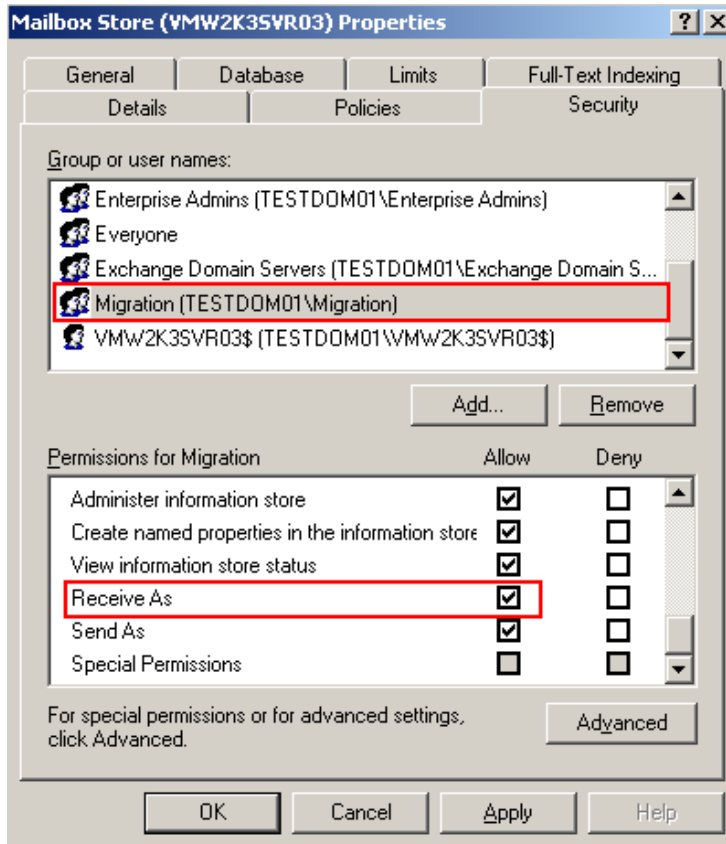 Mailbox Store (VMW2K3SVR03) Properties
? X
General Database Limits Full-Text Indexing
Details Policies Security
Group or user names:
Enterprise Admins (TESTDOM01\Enterprise Admins)
Everyone
Exchange Domain Servers (TESTDOM01\Exchange Domain S...
Migration (TESTDOM01\Migration)
VMW2K3SVR03$ (TESTDOM01\VMW2K3SVR03$)
Add... Remove
Permissions for Migration Allow Deny
Administer information store
Create named properties in the information store
View information store status
Receive As
Send As
Special Permissions
For special permissions or for advanced settings,
click Advanced.
Advanced
OK Cancel Apply Help